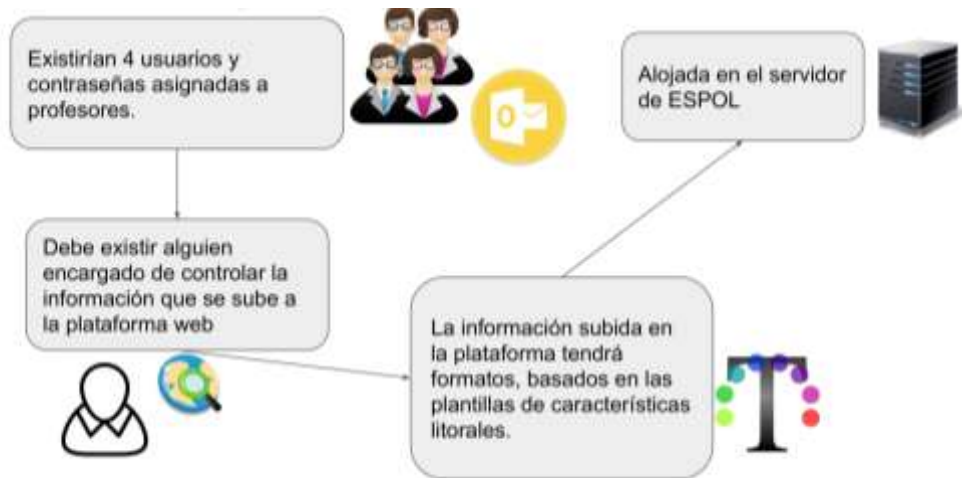 Existirían 4 usuarios y
contraseñas asignadas a
profesores.
Alojada en el servidor
de ESPOL
Debe existir alguien
encargado de controlar la
información que se sube a
la plataforma web
La información subida en
la plataforma tendrá
formatos, basados en las
plantillas de características
litorales.